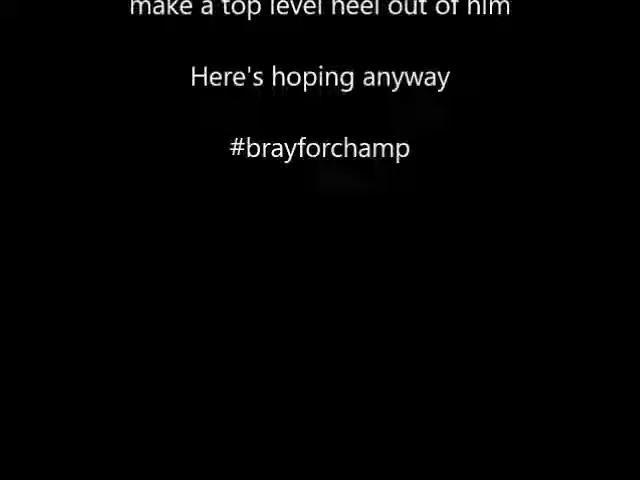 make a top level heel out of him
Here's hoping anyway
#brayforchamp